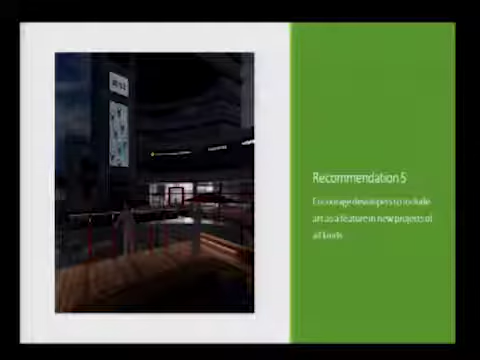 Recommendation 5
Encourage developers to include
art as a feature in new projects of
all kinds